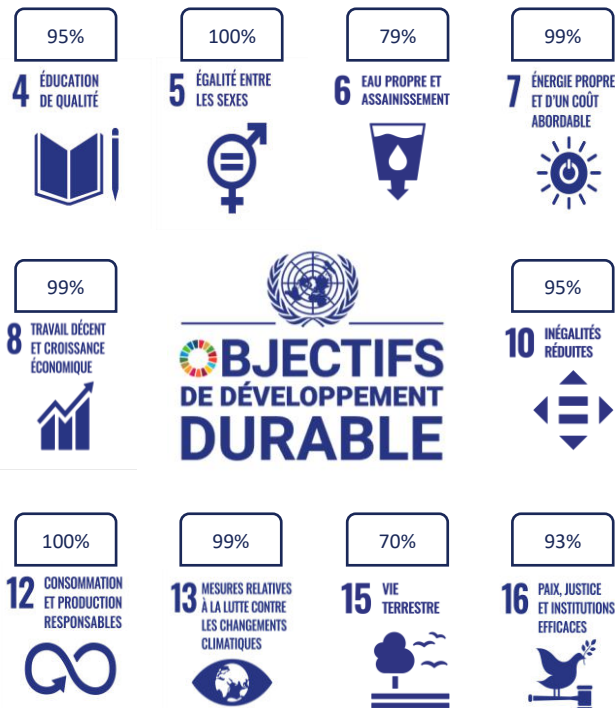 95%
4 ÉDUCATION
DE QUALITÉ
100%
5 ÉGALITÉ ENTRE
LES SEXES
79%
6 EAU PROPRE ET
ASSAINISSEMENT
99%
7 ÉNERGIE PROPRE
ET D'UN COÛT
ABORDABLE
99%
8 TRAVAIL DÉCENT
ET CROISSANCE
ÉCONOMIQUE
OBJECTIFS
DE DÉVELOPPEMENT
DURABLE
95%
10 INÉGALITÉS
RÉDUITES
100%
12 CONSOMMATION
ET PRODUCTION
RESPONSABLES
99%
13 MESURES RELATIVES
À LA LUTTE CONTRE
LES CHANGEMENTS
CLIMATIQUES
70%
15 VIE
TERRESTRE
93%
16 PAIX, JUSTICE
ET INSTITUTIONS
EFFICACES